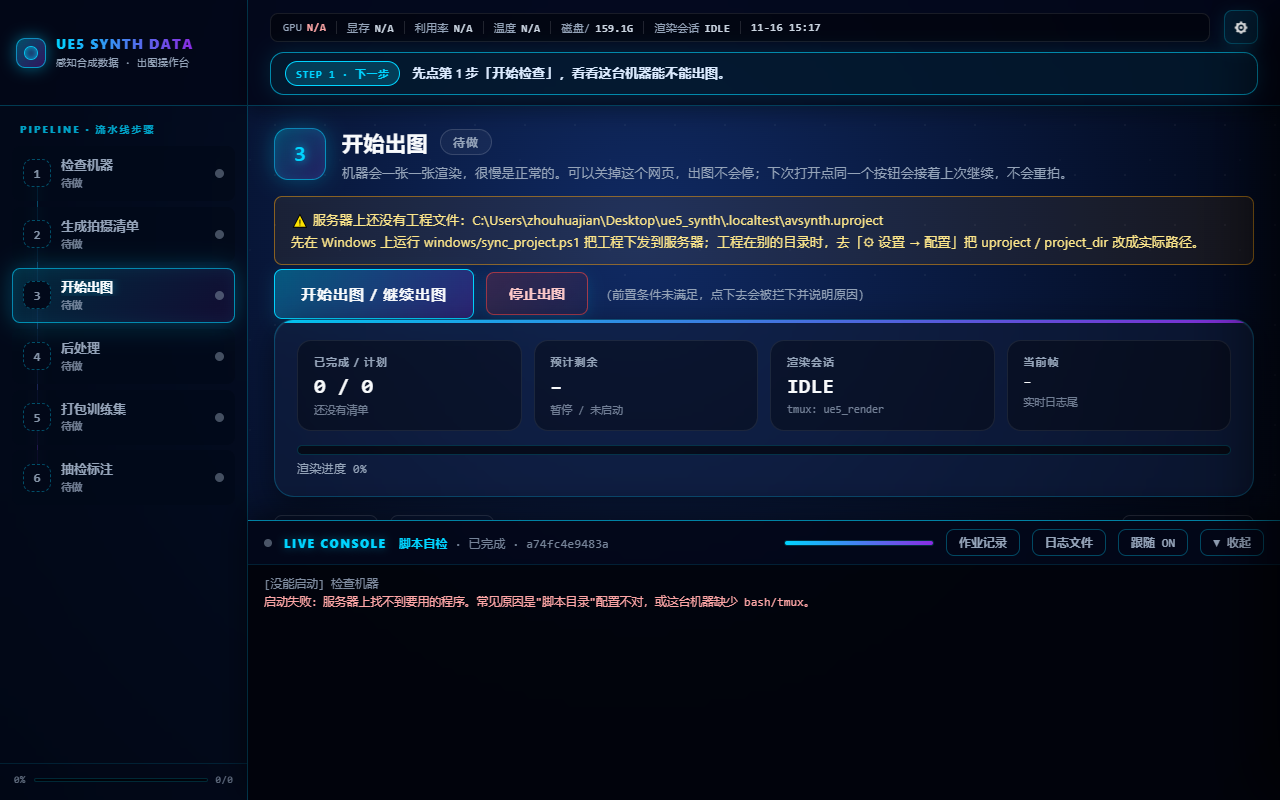 UE5 SYNTH DATA
感知合成数据 · 出图操作台
GPU N/A 显存 N/A 利用率 N/A 温度 N/A 磁盘/ 159.1G 渲染会话 IDLE 11-16 15:17
STEP 1 · 下一步 先点第 1 步「开始检查」，看看这台机器能不能出图。
PIPELINE · 流水线步骤
1 检查机器
待做
2 生成拍摄清单
待做
3 开始出图
待做
4 后处理
待做
5 打包训练集
待做
6 抽检标注
待做
0% 0/0
3 开始出图 待做
机器会一张一张渲染，很慢是正常的。可以关掉这个网页，出图不会停；下次打开点同一个按钮会接着上次继续，不会重拍。
⚠ 服务器上还没有工程文件：C:\Users\zhouhuajian\Desktop\ue5_synth\.localtest\avsynth.uproject
先在 Windows 上运行 windows/sync_project.ps1 把工程下发到服务器；工程在别的目录时，去「⚙ 设置 → 配置」把 uproject / project_dir 改成实际路径。
开始出图 / 继续出图 停止出图 (前置条件未满足，点下去会被拦下并说明原因)
已完成 / 计划
0 / 0
还没有清单
预计剩余
—
暂停 / 未启动
渲染会话
IDLE
tmux: ue5_render
当前帧
—
实时日志尾
渲染进度 0%
LIVE CONSOLE 脚本自检 · 已完成 · a74fc4e9483a 作业记录 日志文件 跟随 ON ▼ 收起
[没能启动] 检查机器
启动失败：服务器上找不到要用的程序。常见原因是"脚本目录"配置不对，或这台机器缺少 bash/tmux。